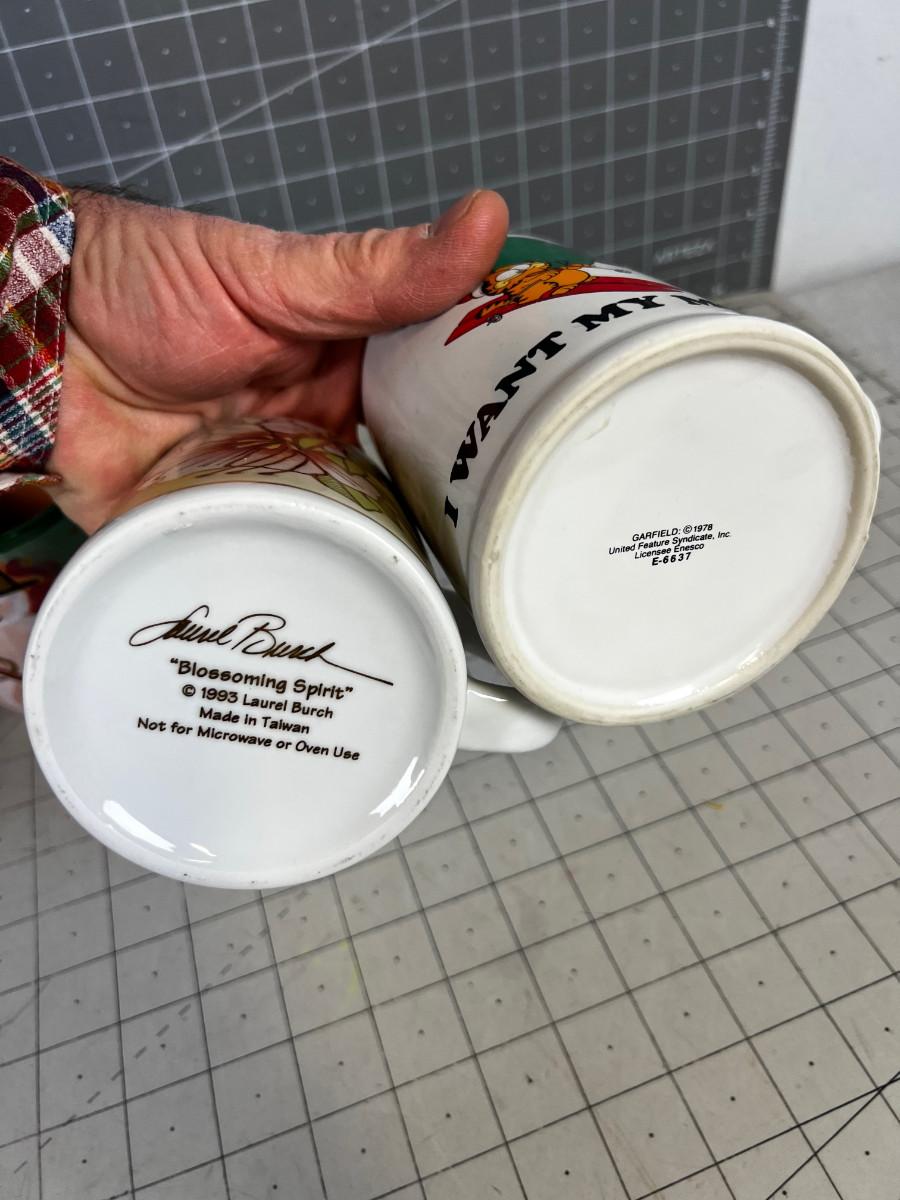 I WANT MY M
GARFIELD: © 1978
United Feature Syndicate, Inc.
Licensee Enesco
E-6637
Laurel Burch
"Blossoming Spirit"
© 1993 Laurel Burch
Made in Taiwan
Not for Microwave or Oven Use